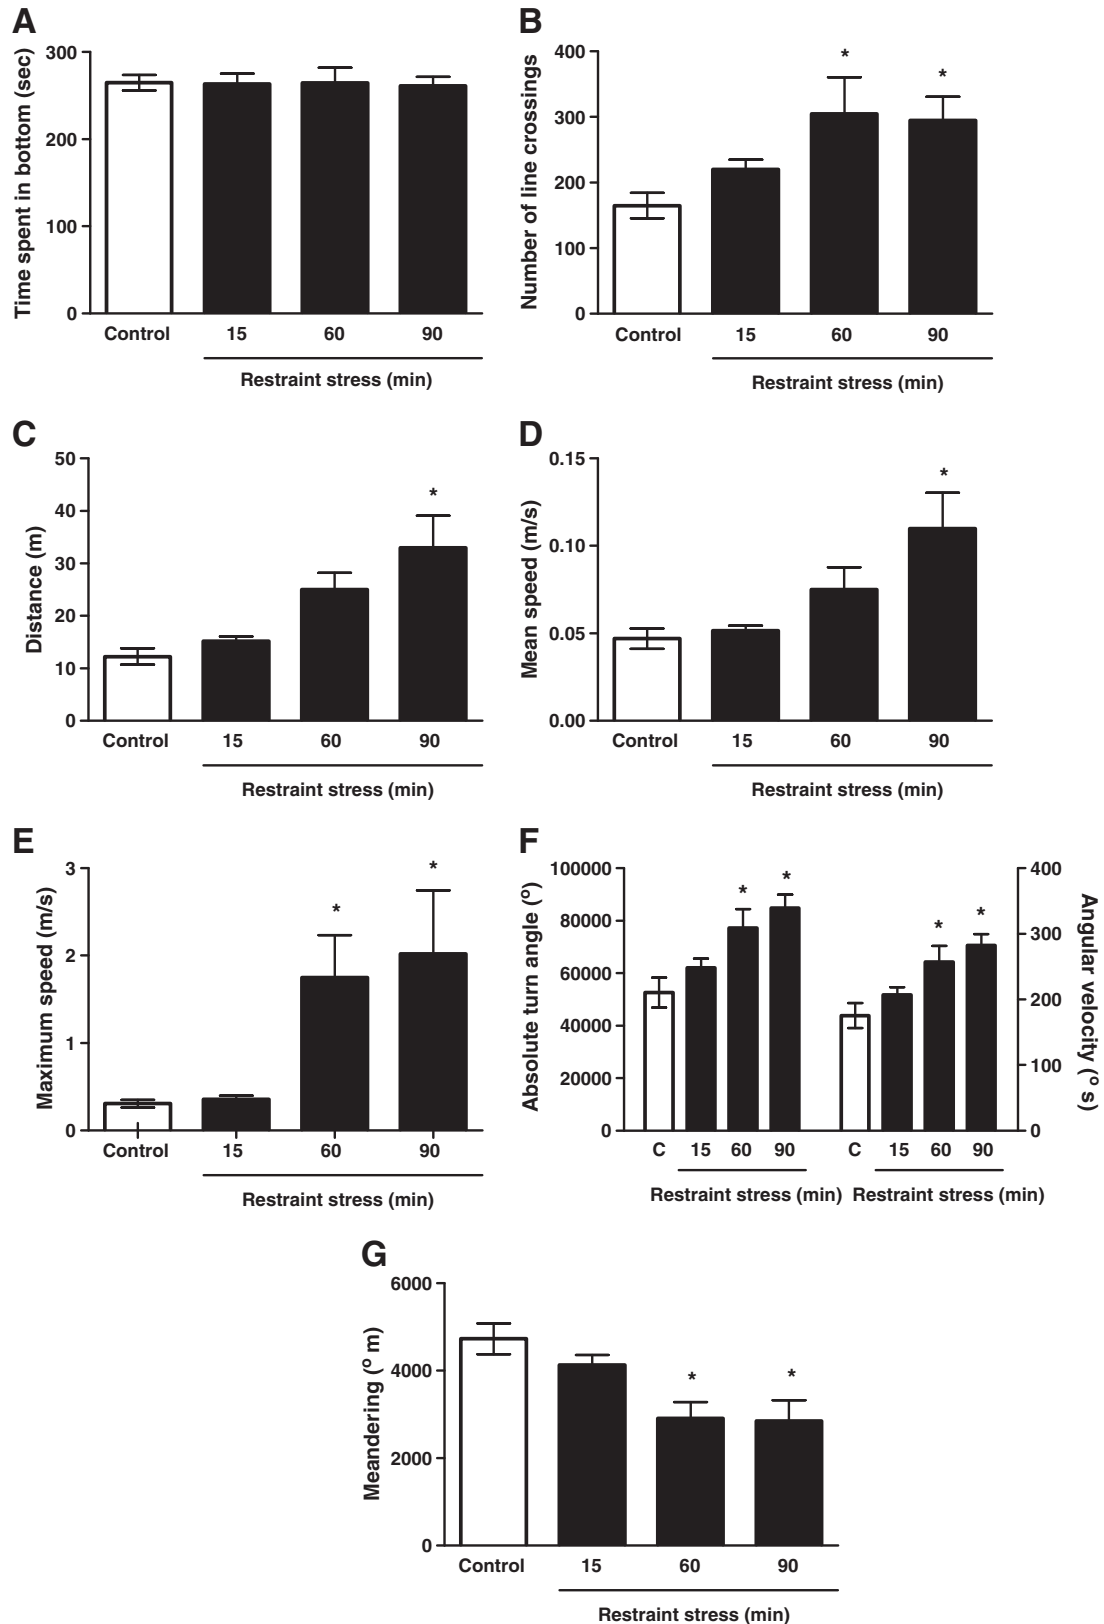 A
Time spent in bottom (sec)
300
200
100
0
Control 15 60 90
Restraint stress (min)
B
Number of line crossings
400
300
200
100
0
* *
Control 15 60 90
Restraint stress (min)
C
Distance (m)
50
40
30
20
10
0
*
Control 15 60 90
Restraint stress (min)
D
Mean speed (m/s)
0.15
0.10
0.05
0.00
*
Control 15 60 90
Restraint stress (min)
E
Maximum speed (m/s)
3
2
1
0
* *
Control 15 60 90
Restraint stress (min)
F
Absolute turn angle (º)
100000
80000
60000
40000
20000
0
* * * *
400
300
200
100
0
Angular velocity (º s)
C 15 60 90 C 15 60 90
Restraint stress (min) Restraint stress (min)
G
Meandering (º m)
6000
4000
2000
0
* *
Control 15 60 90
Restraint stress (min)